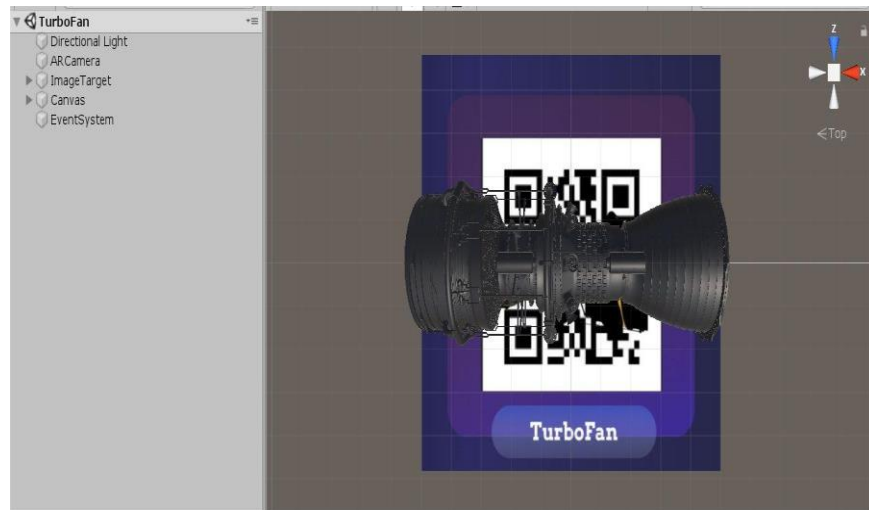 TurboFan
Directional Light
ARCamera
ImageTarget
Canvas
EventSystem
z
x
Top
TurboFan